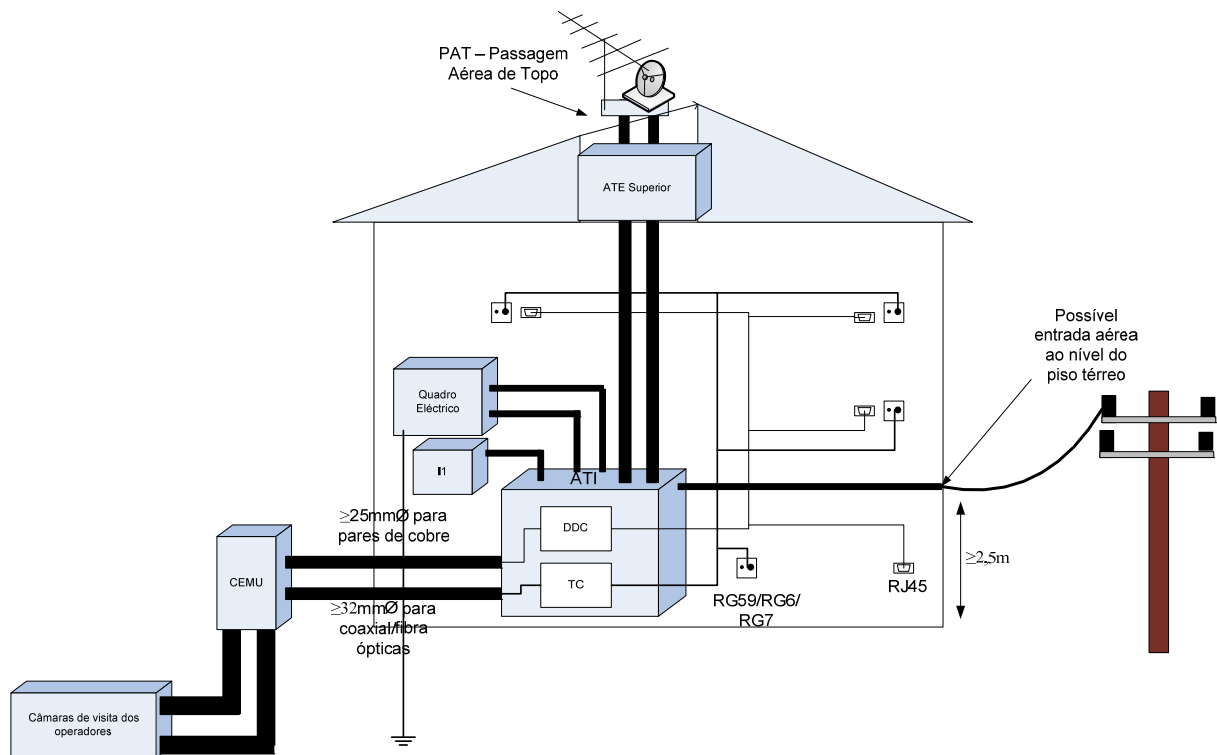 PAT – Passagem
Aérea de Topo
ATE Superior
Possível
entrada aérea
ao nível do
piso térreo
Quadro
Eléctrico
I1
ATI
≥25mmØ para
pares de cobre
DDC
CEMU
TC
≥2,5m
RJ45
RG59/RG6/
RG7
≥32mmØ para
coaxial/fibra
ópticas
Câmaras de visita dos
operadores